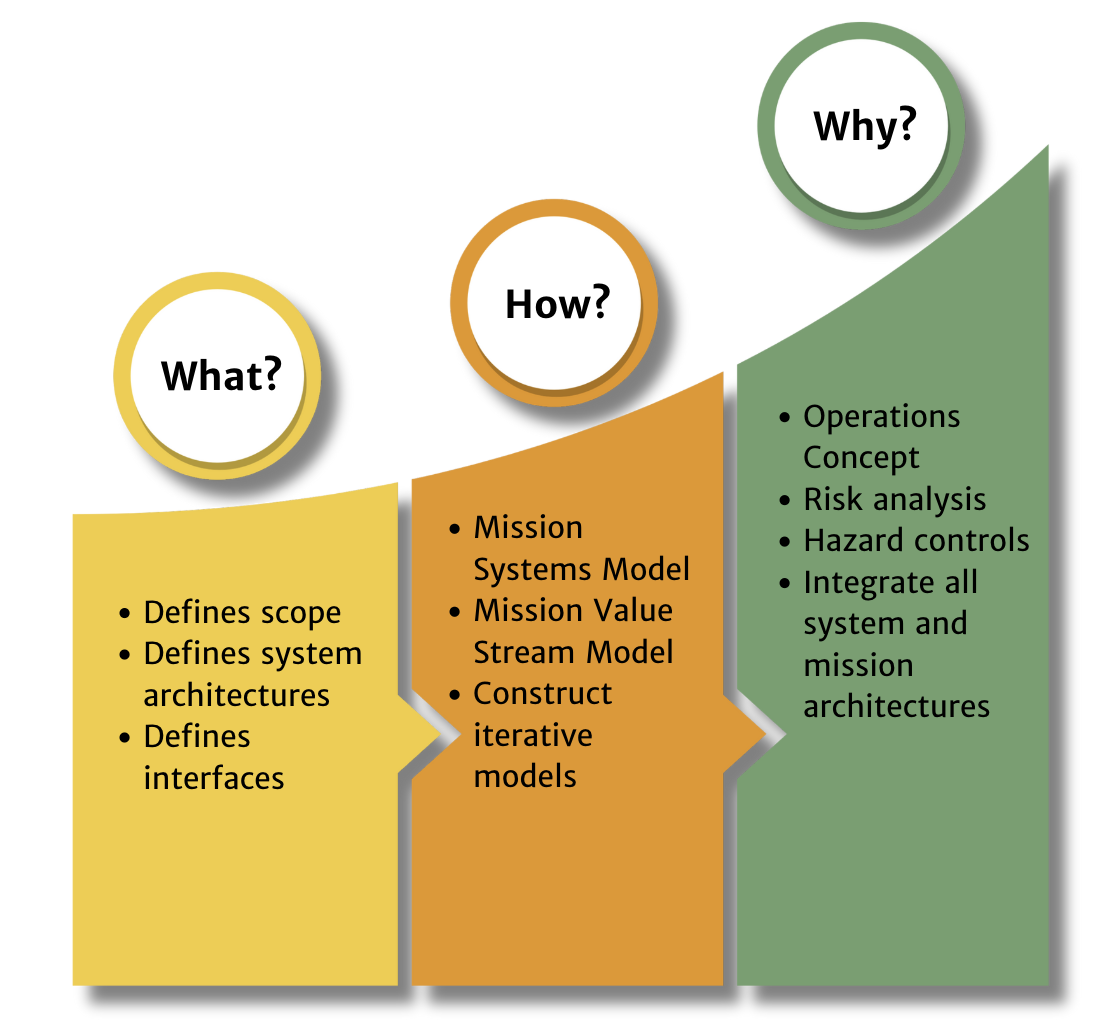 What?
• Defines scope
• Defines system
architectures
• Defines
interfaces
How?
• Mission
Systems Model
• Mission Value
Stream Model
• Construct
iterative
models
Why?
• Operations
Concept
• Risk analysis
• Hazard controls
• Integrate all
system and
mission
architectures